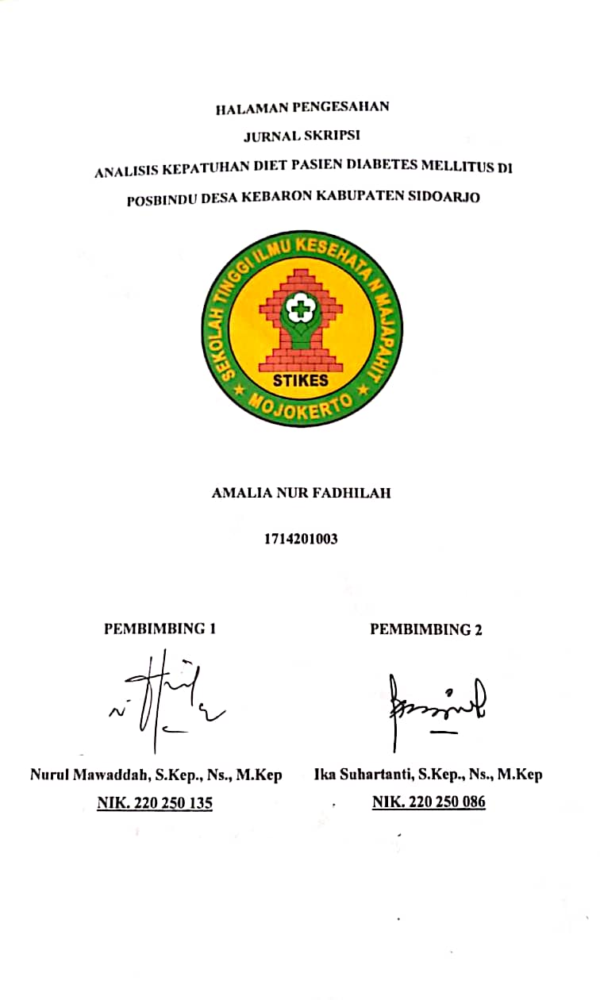 HALAMAN PENGESAHAN
JURNAL SKRIPSI
ANALISIS KEPATUHAN DIET PASIEN DIABETES MELLITUS DI
POSBINDU DESA KEBARON KABUPATEN SIDOARJO
SEKOLAH TINGGI ILMU KESEHATAN MAJAPAHIT
STIKES
MOJOKERTO
AMALIA NUR FADHILAH
1714201003
PEMBIMBING 1
PEMBIMBING 2
Nurul Mawaddah, S.Kep., Ns., M.Kep
Ika Suhartanti, S.Kep., Ns., M.Kep
NIK. 220 250 135
NIK. 220 250 086